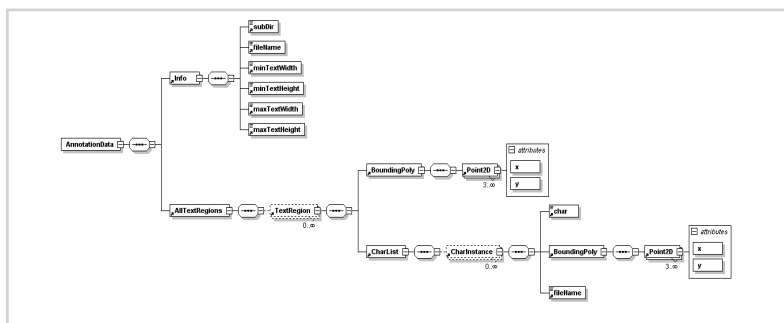 subDir
fileName
Info
minTextWidth
minTextHeight
maxTextWidth
maxTextHeight
AnnotationData
attributes
BoundingPoly
Point2D
x
3..∞
y
AllTextRegions
TextRegion
0..∞
char
attributes
CharList
CharInstance
BoundingPoly
Point2D
x
0..∞
3..∞
y
fileName